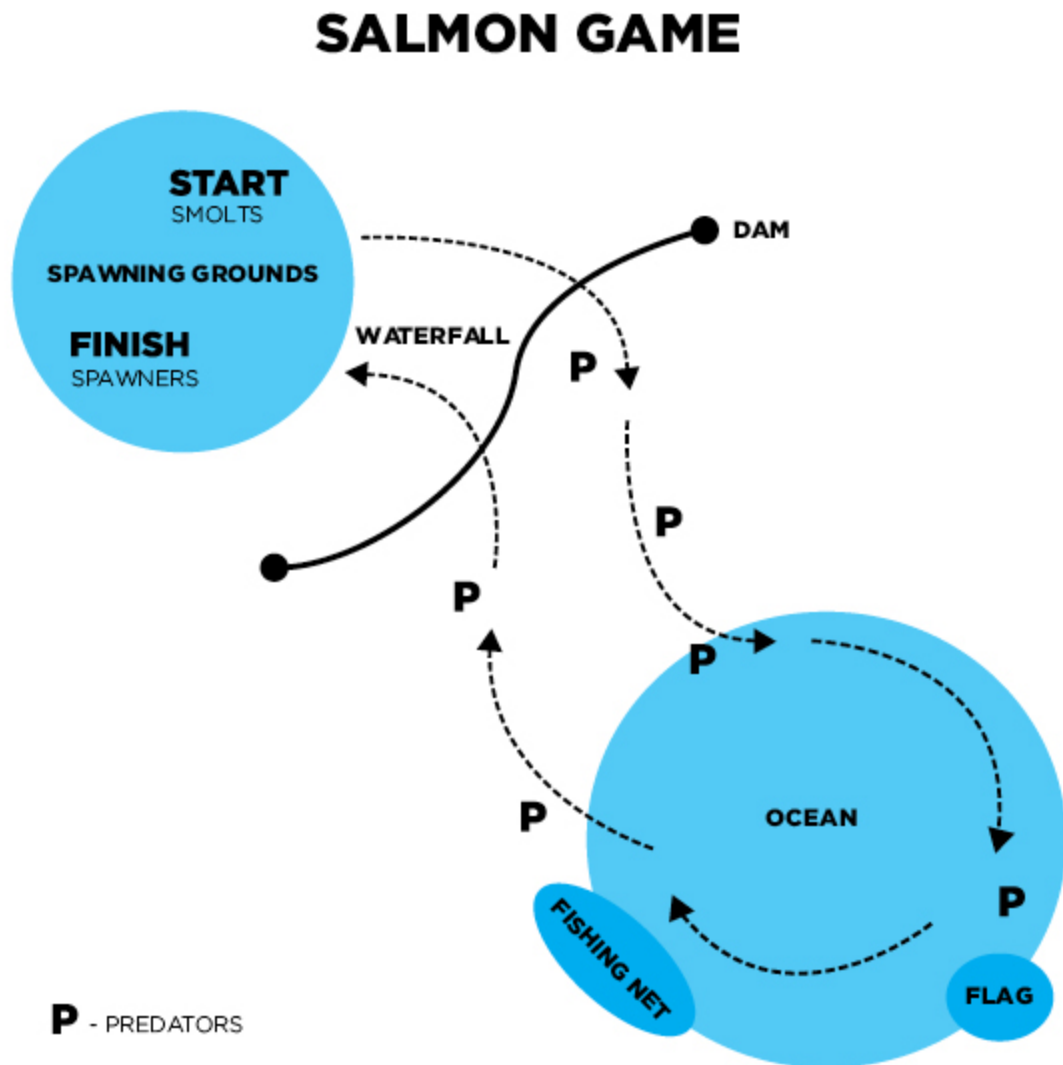 SALMON GAME
START
SMOLTS
SPAWNING GROUNDS
FINISH
SPAWNERS
DAM
WATERFALL
P
P
P
P
P
OCEAN
P
FISHING NET
FLAG
P - PREDATORS